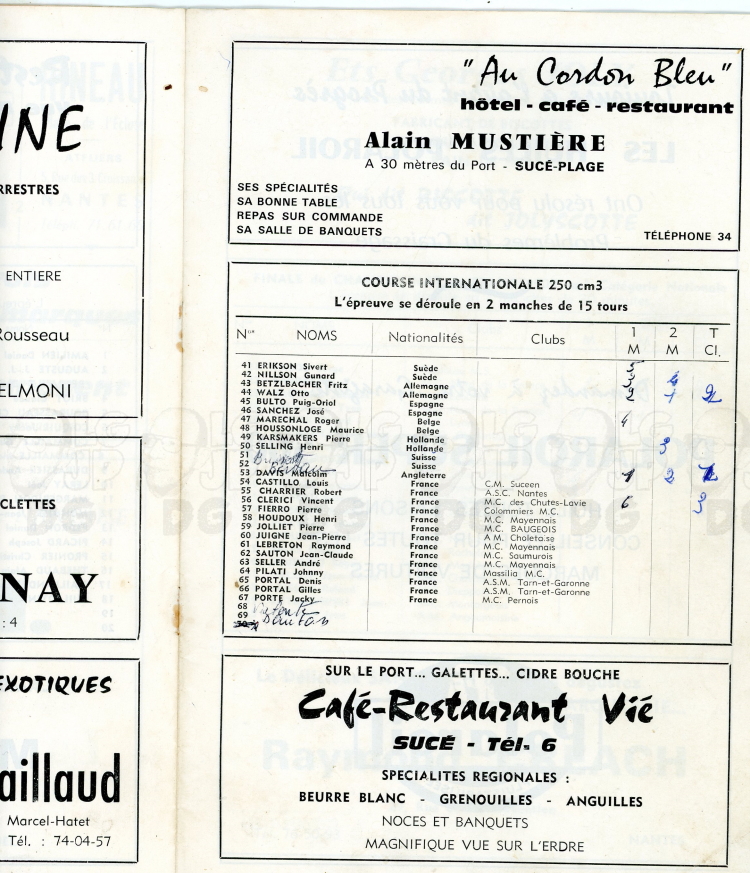 INE
RRESTRES
ENTIERE
Rousseau
ELMONI
CLETTES
NAY
: 4
EXOTIQUES
aillaud
Marcel-Hatet
Tél. : 74-04-57
"Au Cordon Bleu"
hôtel - café - restaurant
Alain MUSTIÈRE
A 30 mètres du Port - SUCÉ-PLAGE
SES SPÉCIALITÉS
SA BONNE TABLE
REPAS SUR COMMANDE
SA SALLE DE BANQUETS
TÉLÉPHONE 34
COURSE INTERNATIONALE 250 cm3
L'épreuve se déroule en 2 manches de 15 tours
Nos NOMS Nationalités Clubs 1 M 2 M T Cl.
41 ERIKSON Sivert Suède 5
42 NILLSON Gunard Suède
43 BETZLBACHER Fritz Allemagne
44 WALZ Otto Allemagne 1 2
45 BULTO Puig-Oriol Espagne
46 SANCHEZ José Espagne
47 MARECHAL Roger Belge 4
48 HOUSSONLOGE Maurice Belge
49 KARSMAKERS Pierre Hollande
50 SELLING Henri Hollande 3
51 Suisse
52 Suisse
53 DAVIS Malcolm Angleterre 1 2 1
54 CASTILLO Louis France C.M. Suceen
55 CHARRIER Robert France A.S.C. Nantes
56 CLERICI Vincent France M.C. des Chutes-Lavie 6 3
57 FIERRO Pierre France Colommiers M.C.
58 HOUDOUX Henri France M.C. Mayennais
59 JOLLIET Pierre France M.C. BAUGEOIS
60 JUIGNE Jean-Pierre France A.M. Choletaise
61 LEBRETON Raymond France M.C. Mayennais
62 SAUTON Jean-Claude France M.C. Saumurois
63 SELLER André France M.C. Mayennais
64 PILATI Johnny France Massilia M.C.
65 PORTAL Denis France A.S.M. Tarn-et-Garonne
66 PORTAL Gilles France A.S.M. Tarn-et-Garonne
67 PORTE Jacky France M.C. Pernois
68
69
70
SUR LE PORT... GALETTES... CIDRE BOUCHE
Café-Restaurant Vié
SUCÉ - Tél. 6
SPECIALITES REGIONALES :
BEURRE BLANC - GRENOUILLES - ANGUILLES
NOCES ET BANQUETS
MAGNIFIQUE VUE SUR L'ERDRE